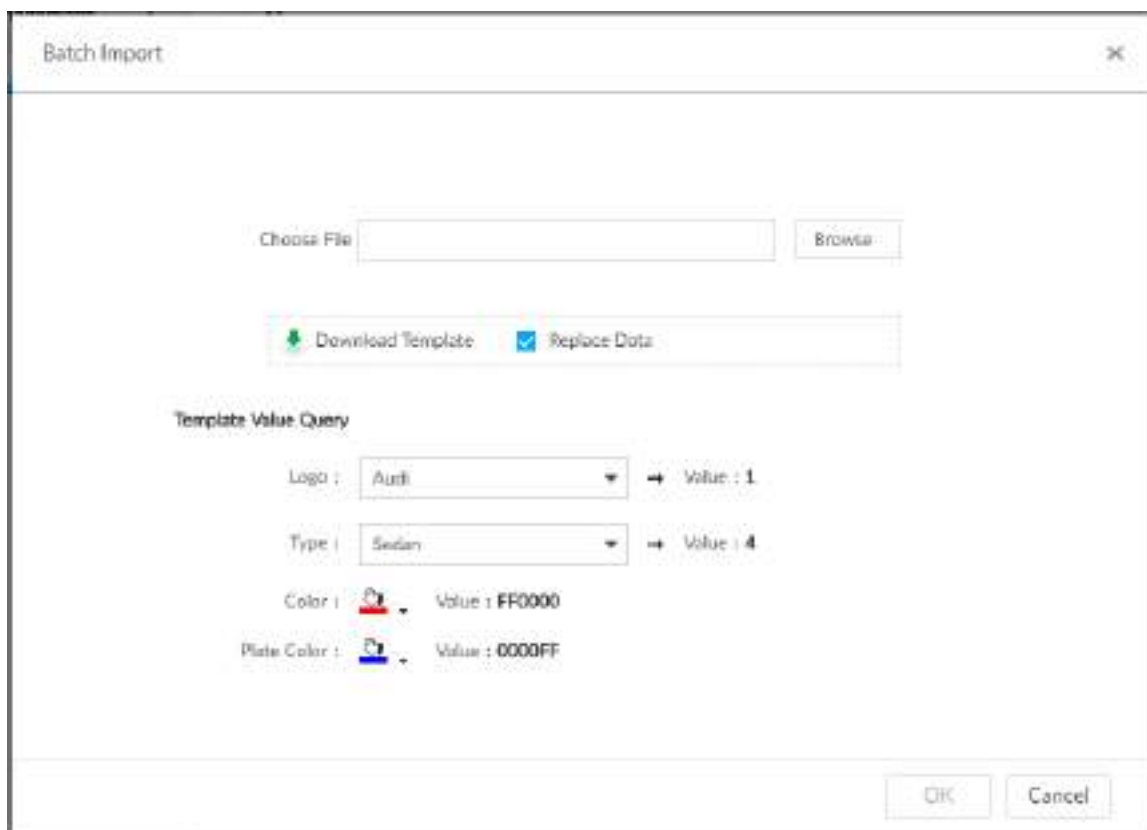 Batch Import
Choose File
Browse
Download Template
Replace Data
Template Value Query
Logo : Audi → Value : 1
Type : Sedan → Value : 4
Color : Value : FF0000
Plate Color : Value : 0000FF
OK
Cancel